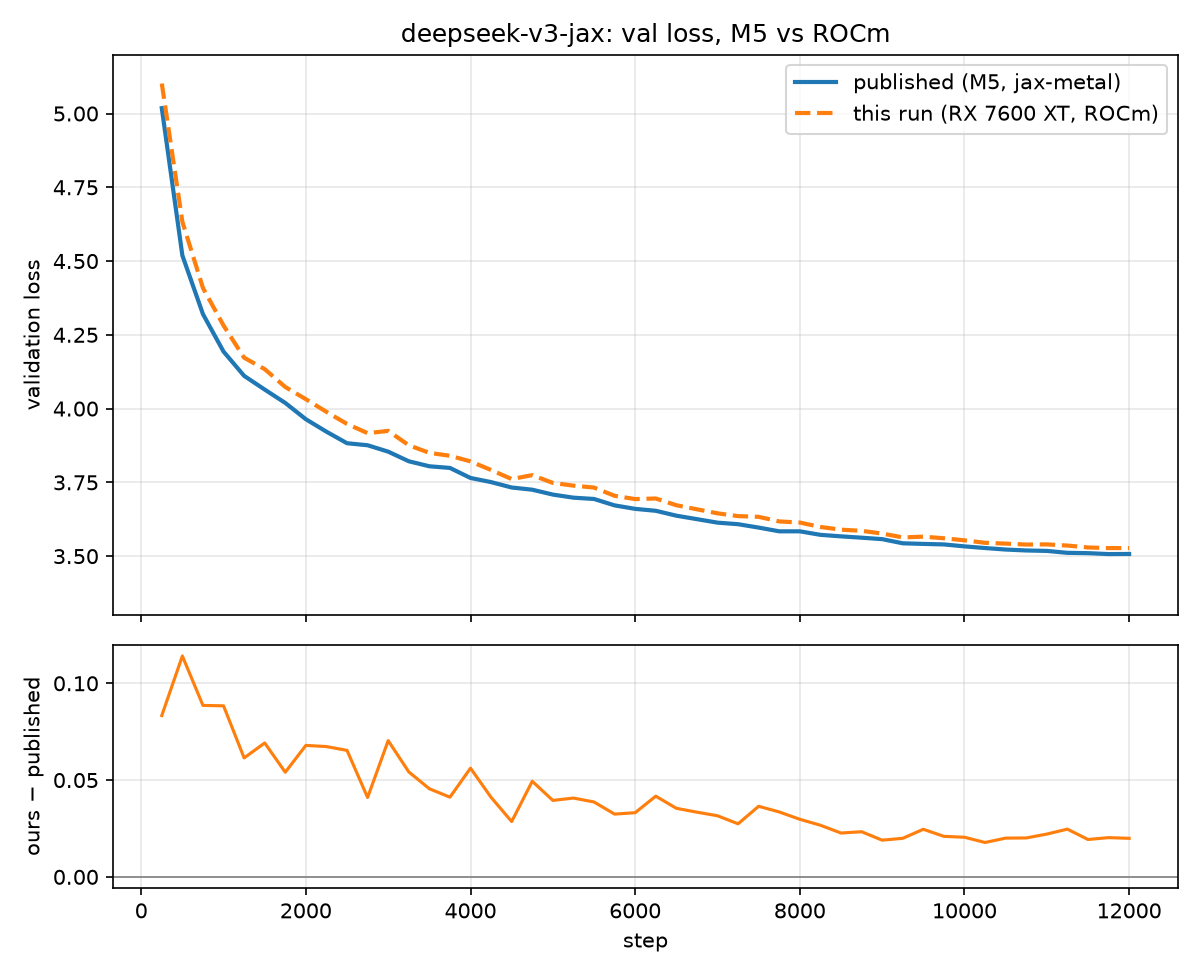 deepseek-v3-jax: val loss, M5 vs ROCm
published (M5, jax-metal)
this run (RX 7600 XT, ROCm)
validation loss
5.00
4.75
4.50
4.25
4.00
3.75
3.50
ours − published
0.10
0.05
0.00
0 2000 4000 6000 8000 10000 12000
step